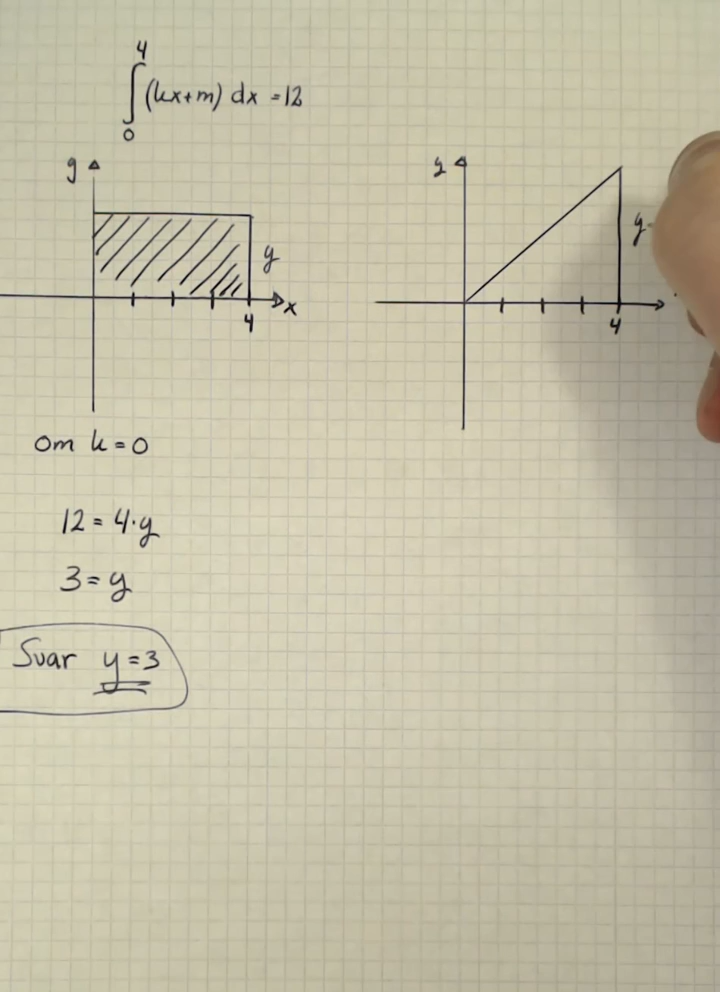 ∫₀⁴ (kx+m) dx = 12
y
y
x
4
om k = 0
12 = 4·y
3 = y
Svar y = 3
y
y
4